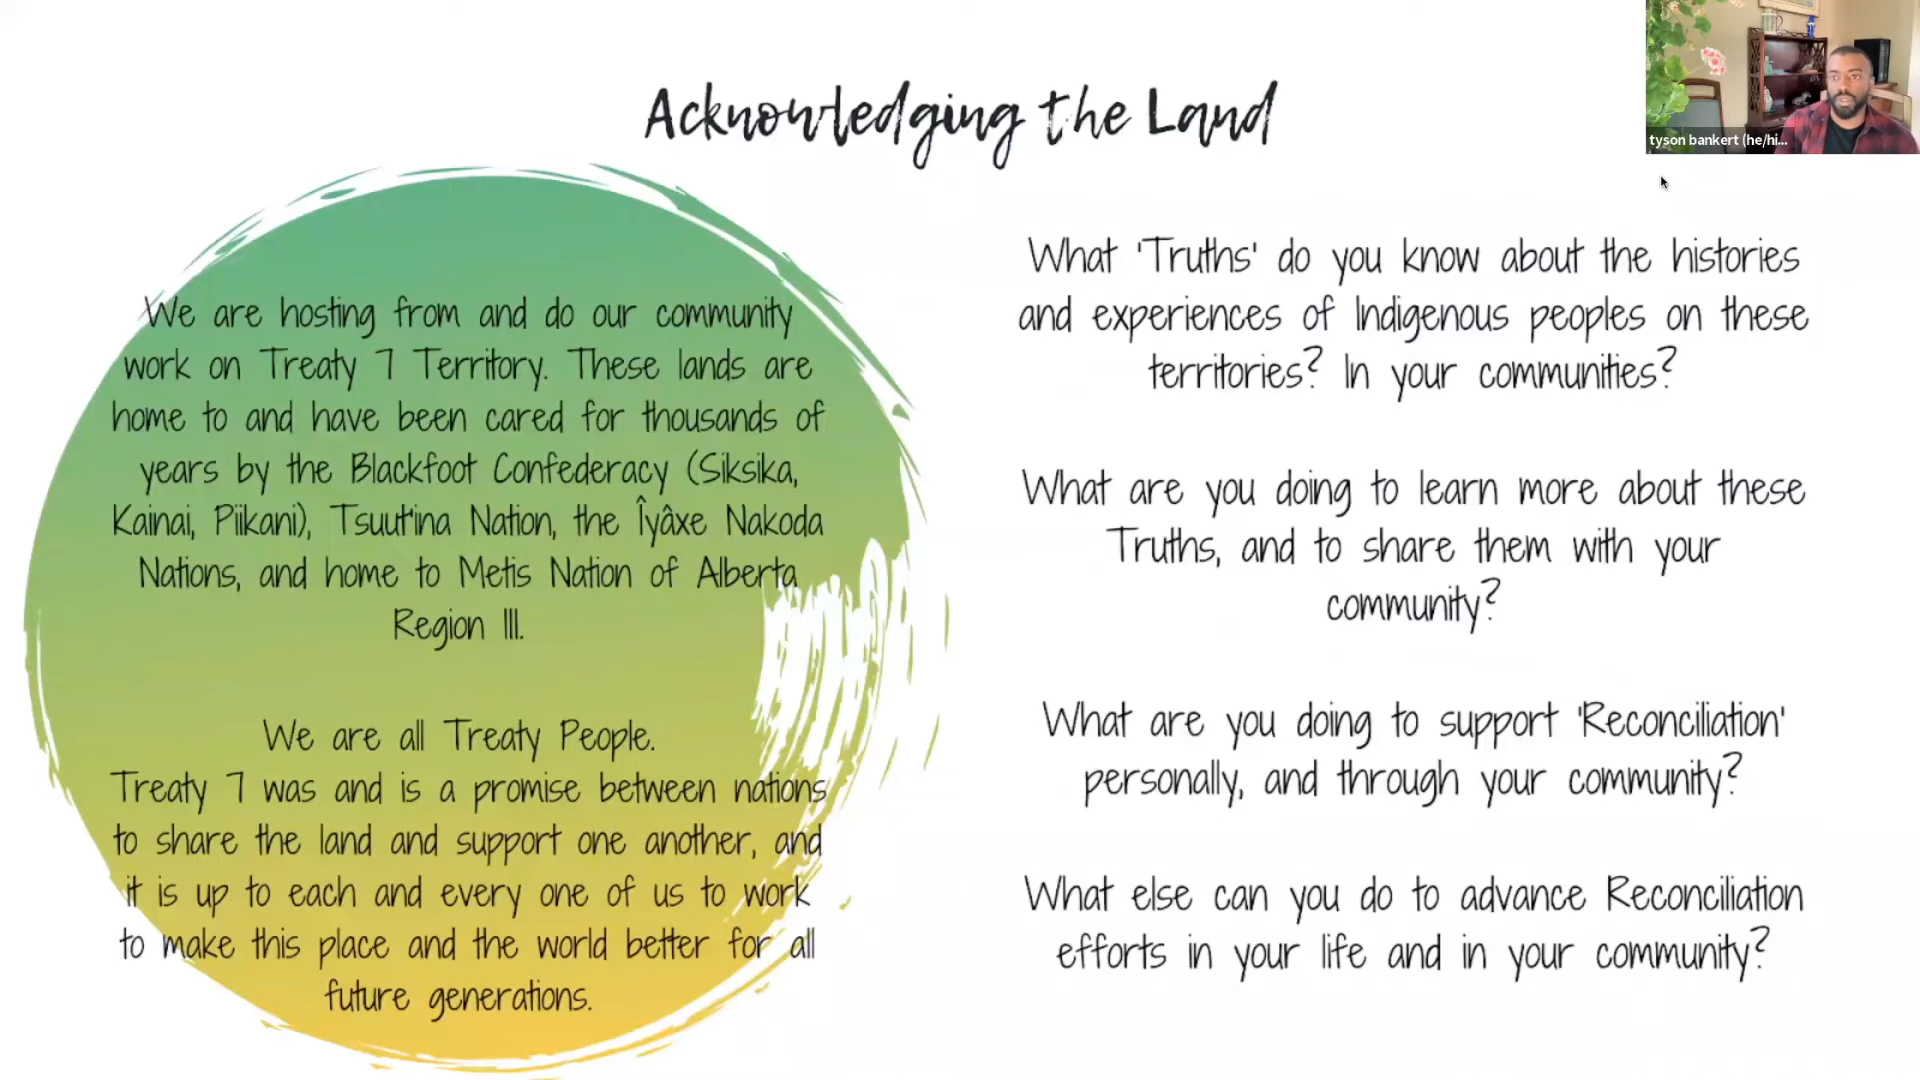 Acknowledging the Land
tyson bankert (he/hi...
We are hosting from and do our community
work on Treaty 7 Territory. These lands are
home to and have been cared for thousands of
years by the Blackfoot Confederacy (Siksika,
Kainai, Piikani), Tsuut'ina Nation, the Îyâxe Nakoda
Nations, and home to Metis Nation of Alberta
Region III.
We are all Treaty People.
Treaty 7 was and is a promise between nations
to share the land and support one another, and
it is up to each and every one of us to work
to make this place and the world better for all
future generations.
What 'Truths' do you know about the histories
and experiences of Indigenous peoples on these
territories? In your communities?
What are you doing to learn more about these
Truths, and to share them with your
community?
What are you doing to support 'Reconciliation'
personally, and through your community?
What else can you do to advance Reconciliation
efforts in your life and in your community?